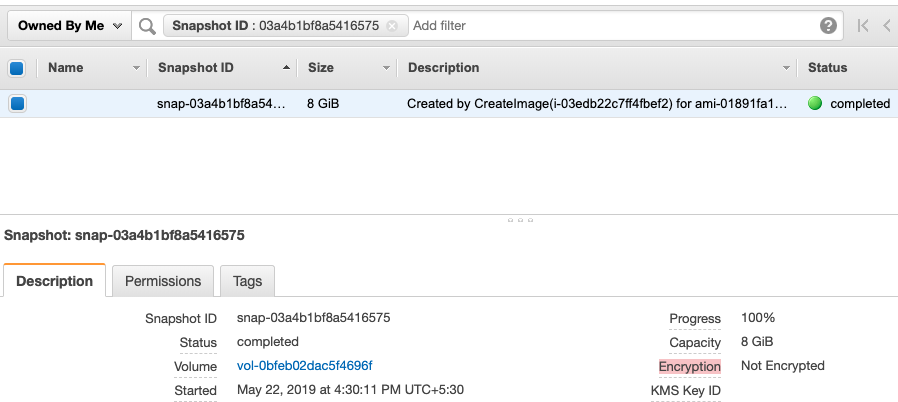 Owned By Me Snapshot ID : 03a4b1bf8a5416575 Add filter
Name Snapshot ID Size Description Status
snap-03a4b1bf8a54... 8 GiB Created by CreateImage(i-03edb22c7ff4fbef2) for ami-01891fa1... completed
Snapshot: snap-03a4b1bf8a5416575
Description Permissions Tags
Snapshot ID snap-03a4b1bf8a5416575 Progress 100%
Status completed Capacity 8 GiB
Volume vol-0bfeb02dac5f4696f Encryption Not Encrypted
Started May 22, 2019 at 4:30:11 PM UTC+5:30 KMS Key ID